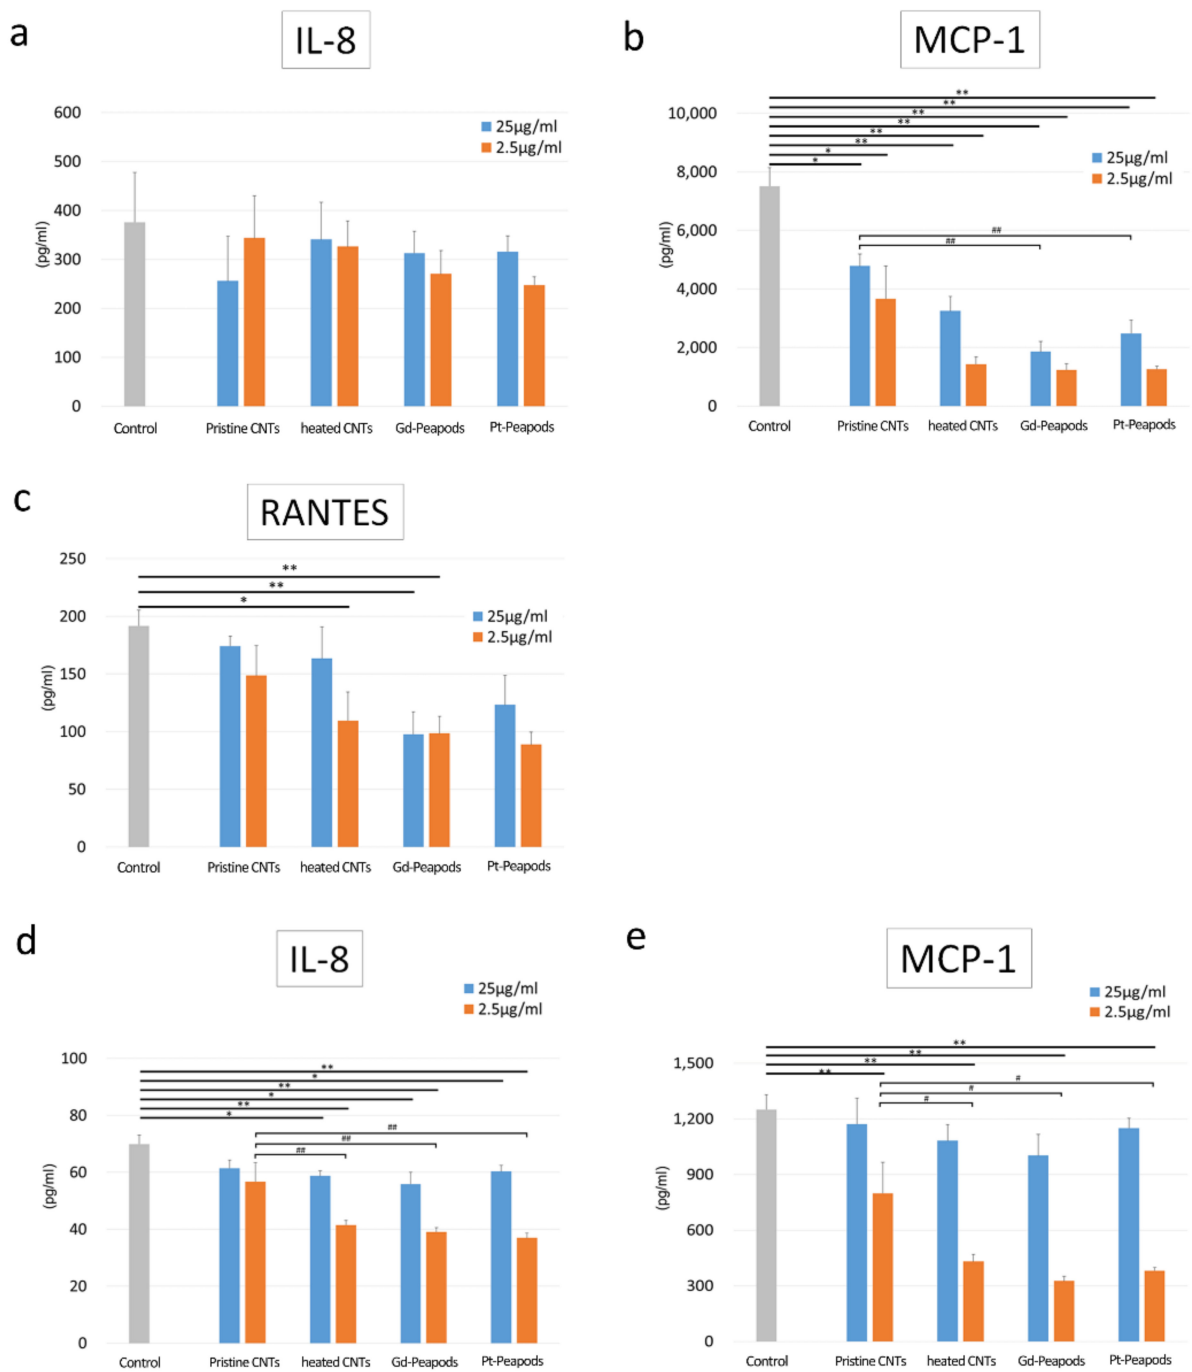 a
IL-8
600
500
400
300
200
100
0
(pg/ml)
25µg/ml
2.5µg/ml
Control
Pristine CNTs
heated CNTs
Gd-Peapods
Pt-Peapods
b
MCP-1
10,000
8,000
6,000
4,000
2,000
0
(pg/ml)
25µg/ml
2.5µg/ml
**
**
**
**
**
**
*
*
##
##
Control
Pristine CNTs
heated CNTs
Gd-Peapods
Pt-Peapods
c
RANTES
250
200
150
100
50
0
(pg/ml)
25µg/ml
2.5µg/ml
**
**
*
Control
Pristine CNTs
heated CNTs
Gd-Peapods
Pt-Peapods
d
IL-8
25µg/ml
2.5µg/ml
100
80
60
40
20
0
(pg/ml)
**
*
**
*
**
*
##
##
##
Control
Pristine CNTs
heated CNTs
Gd-Peapods
Pt-Peapods
e
MCP-1
25µg/ml
2.5µg/ml
1,500
1,200
900
600
300
0
(pg/ml)
**
**
**
**
#
#
#
Control
Pristine CNTs
heated CNTs
Gd-Peapods
Pt-Peapods